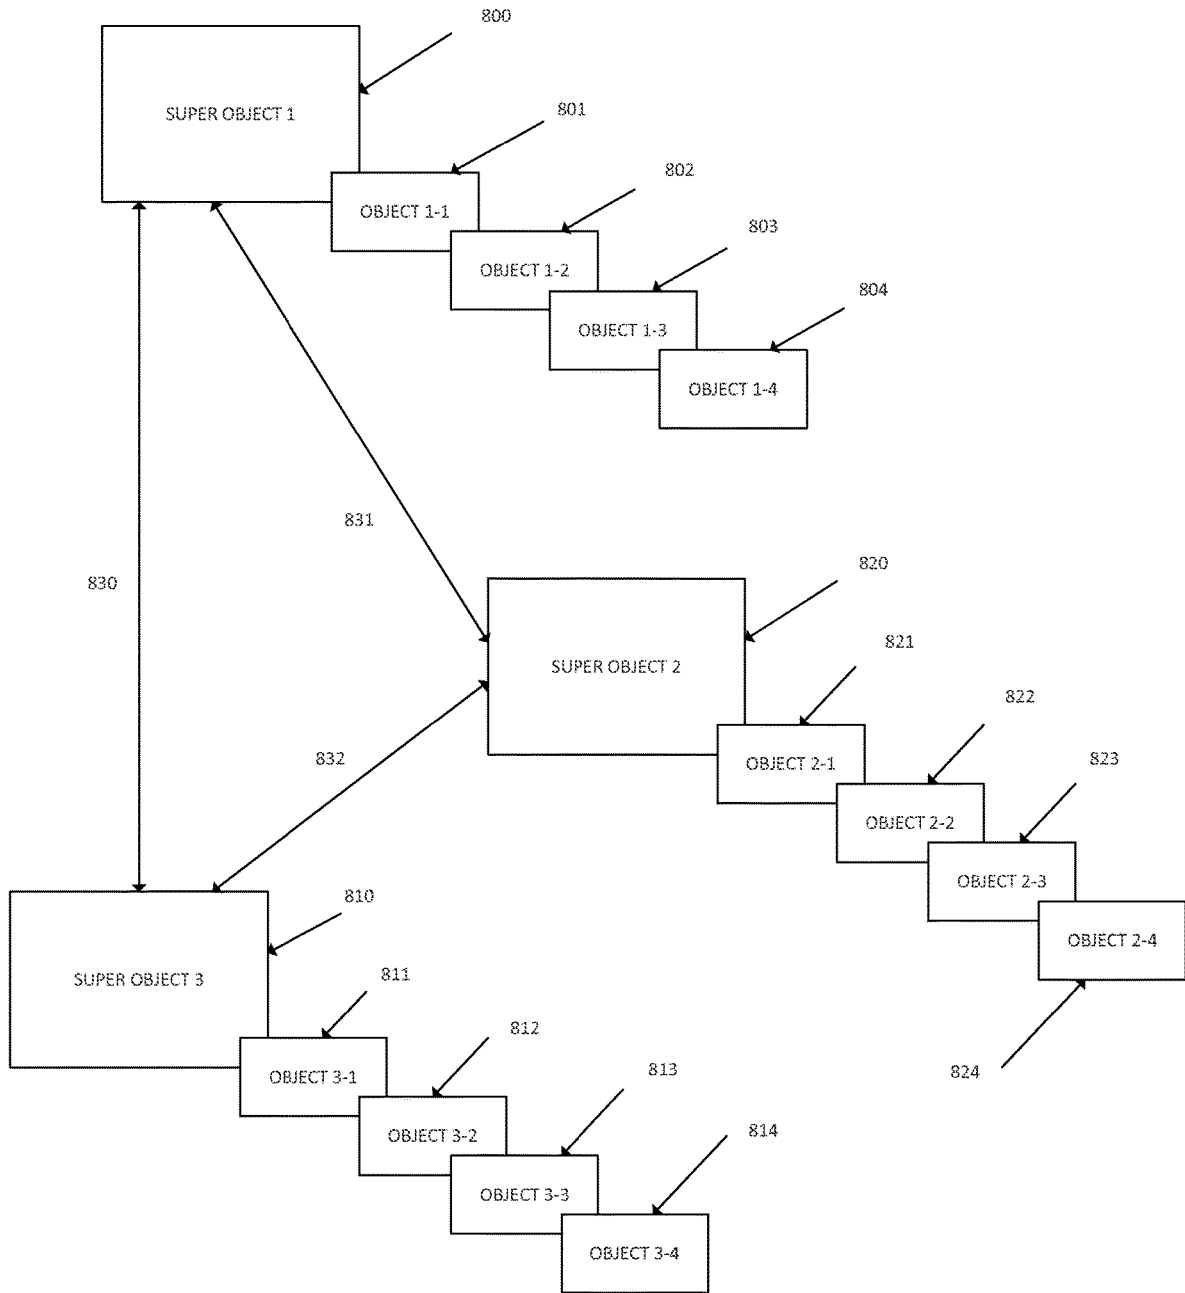 800
SUPER OBJECT 1
801
802
OBJECT 1-1
803
OBJECT 1-2
804
OBJECT 1-3
OBJECT 1-4
831
830
820
821
SUPER OBJECT 2
822
832
823
OBJECT 2-1
OBJECT 2-2
OBJECT 2-3
810
OBJECT 2-4
SUPER OBJECT 3
811
812
824
813
OBJECT 3-1
814
OBJECT 3-2
OBJECT 3-3
OBJECT 3-4